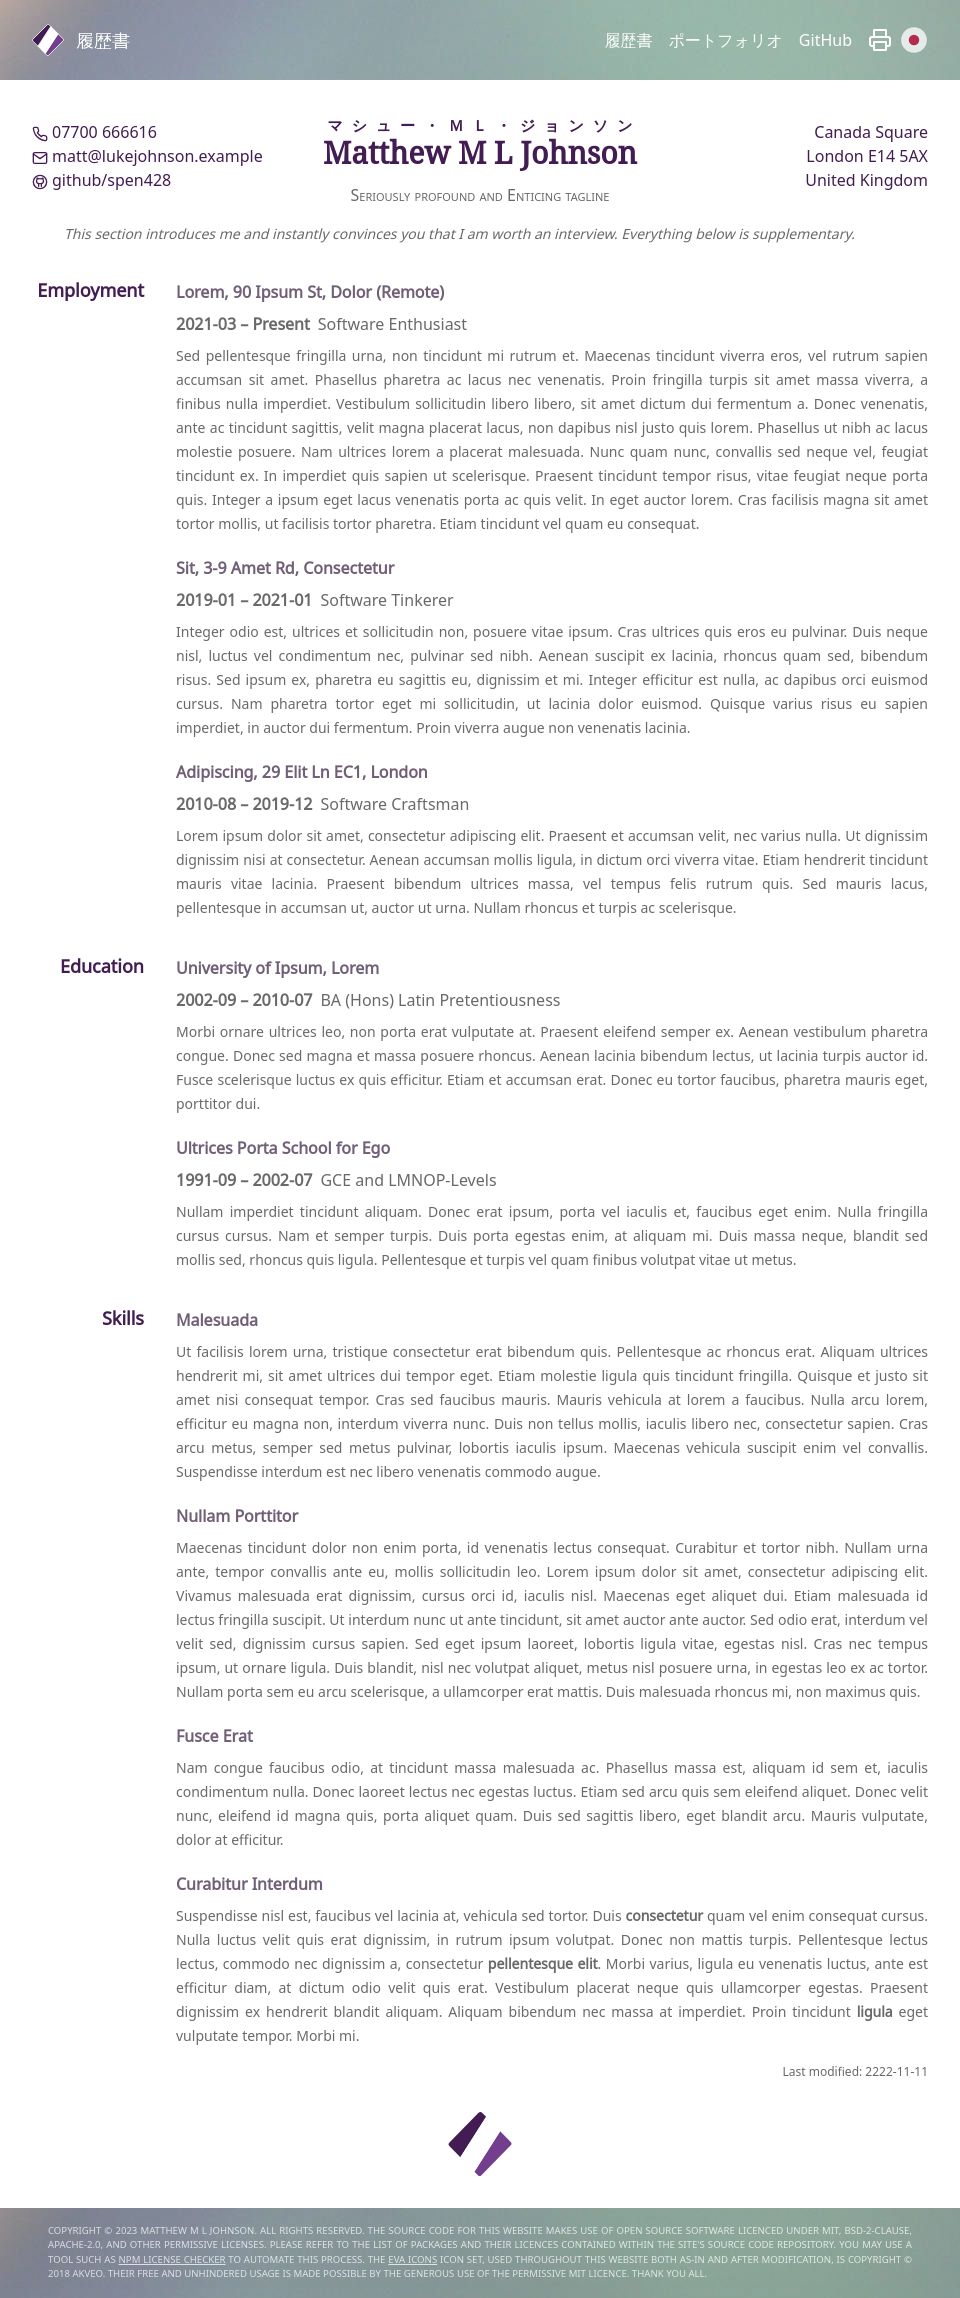 履歴書
履歴書 ポートフォリオ GitHub
07700 666616
matt@lukejohnson.example
github/spen428
マシュー・ＭＬ・ジョンソン
Matthew M L Johnson
Seriously profound and Enticing tagline
Canada Square
London E14 5AX
United Kingdom
This section introduces me and instantly convinces you that I am worth an interview. Everything below is supplementary.
Employment
Lorem, 90 Ipsum St, Dolor (Remote)
2021-03 – Present Software Enthusiast
Sed pellentesque fringilla urna, non tincidunt mi rutrum et. Maecenas tincidunt viverra eros, vel rutrum sapien
accumsan sit amet. Phasellus pharetra ac lacus nec venenatis. Proin fringilla turpis sit amet massa viverra, a
finibus nulla imperdiet. Vestibulum sollicitudin libero libero, sit amet dictum dui fermentum a. Donec venenatis,
ante ac tincidunt sagittis, velit magna placerat lacus, non dapibus nisl justo quis lorem. Phasellus ut nibh ac lacus
molestie posuere. Nam ultrices lorem a placerat malesuada. Nunc quam nunc, convallis sed neque vel, feugiat
tincidunt ex. In imperdiet quis sapien ut scelerisque. Praesent tincidunt tempor risus, vitae feugiat neque porta
quis. Integer a ipsum eget lacus venenatis porta ac quis velit. In eget auctor lorem. Cras facilisis magna sit amet
tortor mollis, ut facilisis tortor pharetra. Etiam tincidunt vel quam eu consequat.
Sit, 3-9 Amet Rd, Consectetur
2019-01 – 2021-01 Software Tinkerer
Integer odio est, ultrices et sollicitudin non, posuere vitae ipsum. Cras ultrices quis eros eu pulvinar. Duis neque
nisl, luctus vel condimentum nec, pulvinar sed nibh. Aenean suscipit ex lacinia, rhoncus quam sed, bibendum
risus. Sed ipsum ex, pharetra eu sagittis eu, dignissim et mi. Integer efficitur est nulla, ac dapibus orci euismod
cursus. Nam pharetra tortor eget mi sollicitudin, ut lacinia dolor euismod. Quisque varius risus eu sapien
imperdiet, in auctor dui fermentum. Proin viverra augue non venenatis lacinia.
Adipiscing, 29 Elit Ln EC1, London
2010-08 – 2019-12 Software Craftsman
Lorem ipsum dolor sit amet, consectetur adipiscing elit. Praesent et accumsan velit, nec varius nulla. Ut dignissim
dignissim nisi at consectetur. Aenean accumsan mollis ligula, in dictum orci viverra vitae. Etiam hendrerit tincidunt
mauris vitae lacinia. Praesent bibendum ultrices massa, vel tempus felis rutrum quis. Sed mauris lacus,
pellentesque in accumsan ut, auctor ut urna. Nullam rhoncus et turpis ac scelerisque.
Education
University of Ipsum, Lorem
2002-09 – 2010-07 BA (Hons) Latin Pretentiousness
Morbi ornare ultrices leo, non porta erat vulputate at. Praesent eleifend semper ex. Aenean vestibulum pharetra
congue. Donec sed magna et massa posuere rhoncus. Aenean lacinia bibendum lectus, ut lacinia turpis auctor id.
Fusce scelerisque luctus ex quis efficitur. Etiam et accumsan erat. Donec eu tortor faucibus, pharetra mauris eget,
porttitor dui.
Ultrices Porta School for Ego
1991-09 – 2002-07 GCE and LMNOP-Levels
Nullam imperdiet tincidunt aliquam. Donec erat ipsum, porta vel iaculis et, faucibus eget enim. Nulla fringilla
cursus cursus. Nam et semper turpis. Duis porta egestas enim, at aliquam mi. Duis massa neque, blandit sed
mollis sed, rhoncus quis ligula. Pellentesque et turpis vel quam finibus volutpat vitae ut metus.
Skills
Malesuada
Ut facilisis lorem urna, tristique consectetur erat bibendum quis. Pellentesque ac rhoncus erat. Aliquam ultrices
hendrerit mi, sit amet ultrices dui tempor eget. Etiam molestie ligula quis tincidunt fringilla. Quisque et justo sit
amet nisi consequat tempor. Cras sed faucibus mauris. Mauris vehicula at lorem a faucibus. Nulla arcu lorem,
efficitur eu magna non, interdum viverra nunc. Duis non tellus mollis, iaculis libero nec, consectetur sapien. Cras
arcu metus, semper sed metus pulvinar, lobortis iaculis ipsum. Maecenas vehicula suscipit enim vel convallis.
Suspendisse interdum est nec libero venenatis commodo augue.
Nullam Porttitor
Maecenas tincidunt dolor non enim porta, id venenatis lectus consequat. Curabitur et tortor nibh. Nullam urna
ante, tempor convallis ante eu, mollis sollicitudin leo. Lorem ipsum dolor sit amet, consectetur adipiscing elit.
Vivamus malesuada erat dignissim, cursus orci id, iaculis nisl. Maecenas eget aliquet dui. Etiam malesuada id
lectus fringilla suscipit. Ut interdum nunc ut ante tincidunt, sit amet auctor ante auctor. Sed odio erat, interdum vel
velit sed, dignissim cursus sapien. Sed eget ipsum laoreet, lobortis ligula vitae, egestas nisl. Cras nec tempus
ipsum, ut ornare ligula. Duis blandit, nisl nec volutpat aliquet, metus nisl posuere urna, in egestas leo ex ac tortor.
Nullam porta sem eu arcu scelerisque, a ullamcorper erat mattis. Duis malesuada rhoncus mi, non maximus quis.
Fusce Erat
Nam congue faucibus odio, at tincidunt massa malesuada ac. Phasellus massa est, aliquam id sem et, iaculis
condimentum nulla. Donec laoreet lectus nec egestas luctus. Etiam sed arcu quis sem eleifend aliquet. Donec velit
nunc, eleifend id magna quis, porta aliquet quam. Duis sed sagittis libero, eget blandit arcu. Mauris vulputate,
dolor at efficitur.
Curabitur Interdum
Suspendisse nisl est, faucibus vel lacinia at, vehicula sed tortor. Duis consectetur quam vel enim consequat cursus.
Nulla luctus velit quis erat dignissim, in rutrum ipsum volutpat. Donec non mattis turpis. Pellentesque lectus
lectus, commodo nec dignissim a, consectetur pellentesque elit. Morbi varius, ligula eu venenatis luctus, ante est
efficitur diam, at dictum odio velit quis erat. Vestibulum placerat neque quis ullamcorper egestas. Praesent
dignissim ex hendrerit blandit aliquam. Aliquam bibendum nec massa at imperdiet. Proin tincidunt ligula eget
vulputate tempor. Morbi mi.
Last modified: 2222-11-11
COPYRIGHT © 2023 MATTHEW M L JOHNSON. ALL RIGHTS RESERVED. THE SOURCE CODE FOR THIS WEBSITE MAKES USE OF OPEN SOURCE SOFTWARE LICENCED UNDER MIT, BSD-2-CLAUSE,
APACHE-2.0, AND OTHER PERMISSIVE LICENSES. PLEASE REFER TO THE LIST OF PACKAGES AND THEIR LICENCES CONTAINED WITHIN THE SITE'S SOURCE CODE REPOSITORY. YOU MAY USE A
TOOL SUCH AS NPM LICENSE CHECKER TO AUTOMATE THIS PROCESS. THE EVA ICONS ICON SET, USED THROUGHOUT THIS WEBSITE BOTH AS-IN AND AFTER MODIFICATION, IS COPYRIGHT ©
2018 AKVEO. THEIR FREE AND UNHINDERED USAGE IS MADE POSSIBLE BY THE GENEROUS USE OF THE PERMISSIVE MIT LICENCE. THANK YOU ALL.